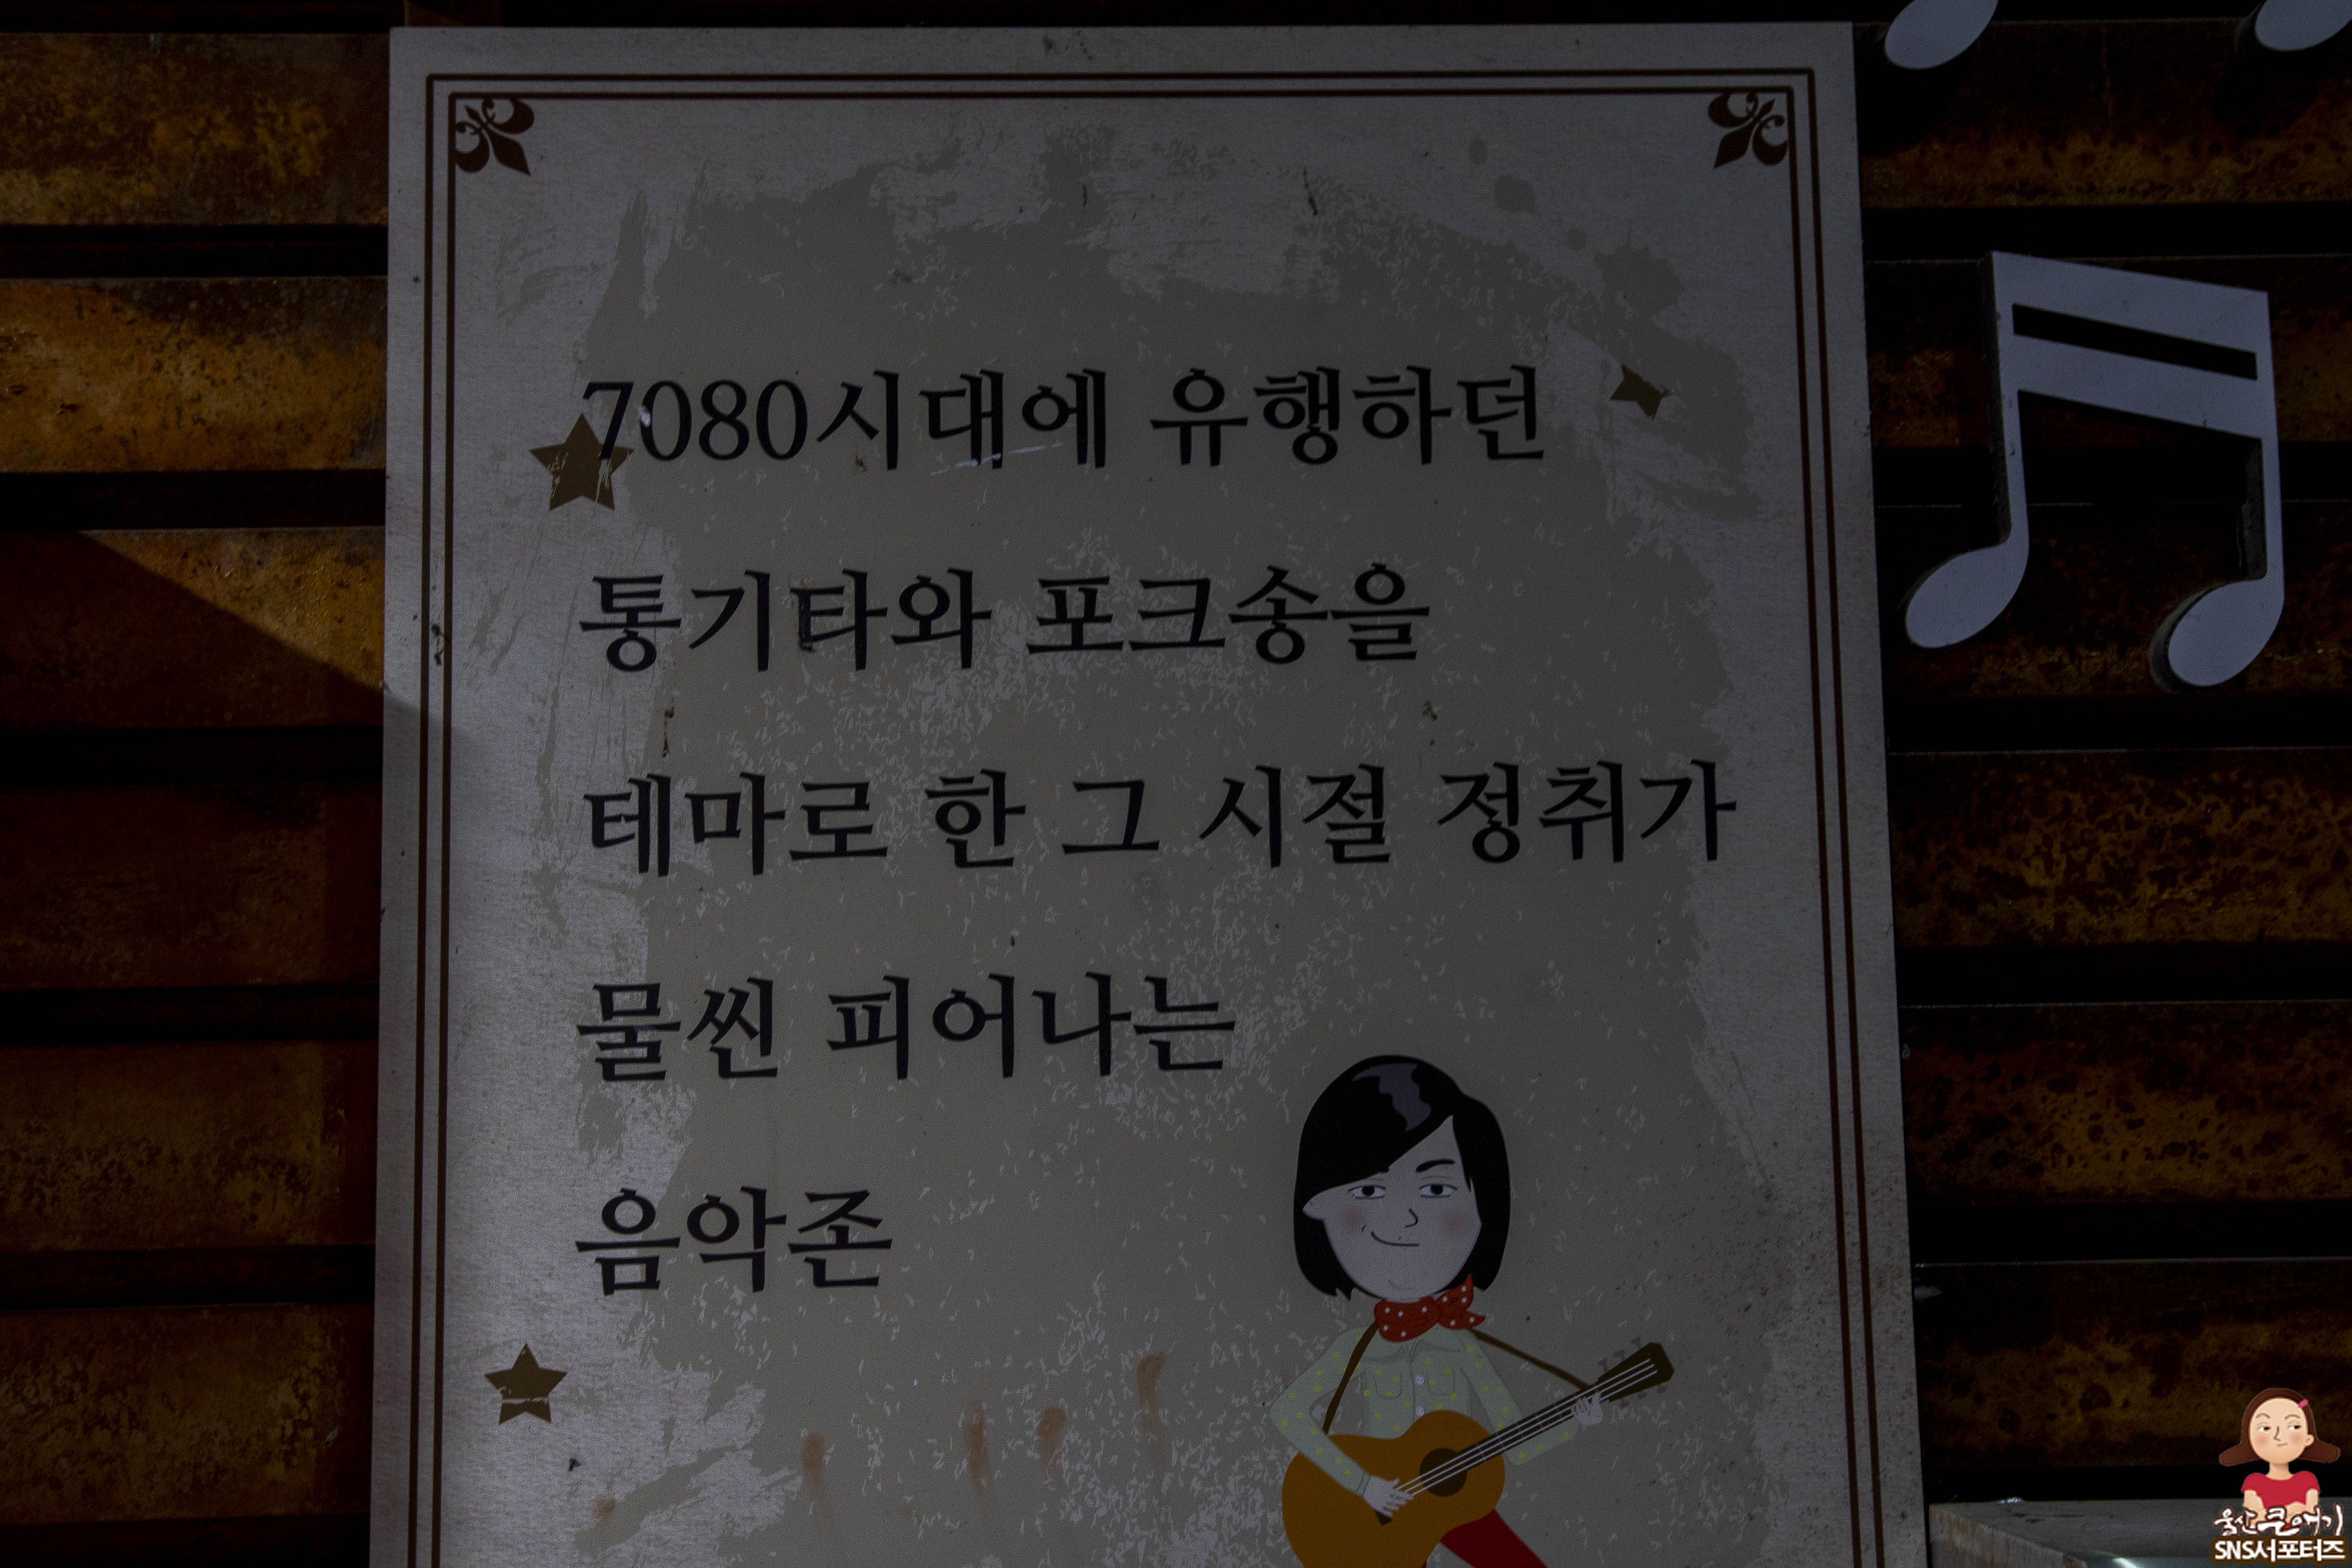 7080시대에 유행하던
통기타와 포크송을
테마로 한 그 시절 정취가
물씬 피어나는
음악존
울산큰애기
SNS서포터즈